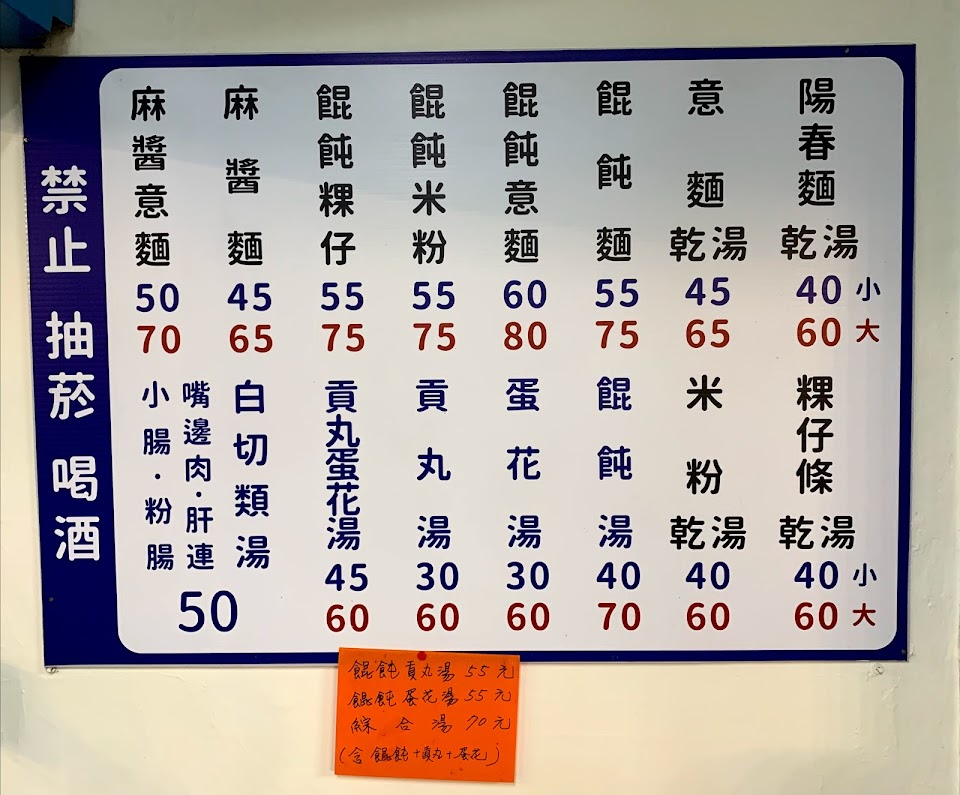 陽春麵 乾湯 40 小 60 大
意麵 乾湯 45 65
餛飩麵 55 75
餛飩意麵 60 80
餛飩米粉 55 75
餛飩粿仔 55 75
麻醬麵 45 65
麻醬意麵 50 70
粿仔條 乾湯 40 小 60 大
米粉 乾湯 40 60
餛飩湯 40 70
蛋花湯 30 60
貢丸湯 30 60
貢丸蛋花湯 45 60
白切類湯
嘴邊肉·肝連
小腸·粉腸
50
禁止 抽菸 喝酒
餛飩貢丸湯 55元
餛飩蛋花湯 55元
綜合湯 70元
(含餛飩+貢丸+蛋花)